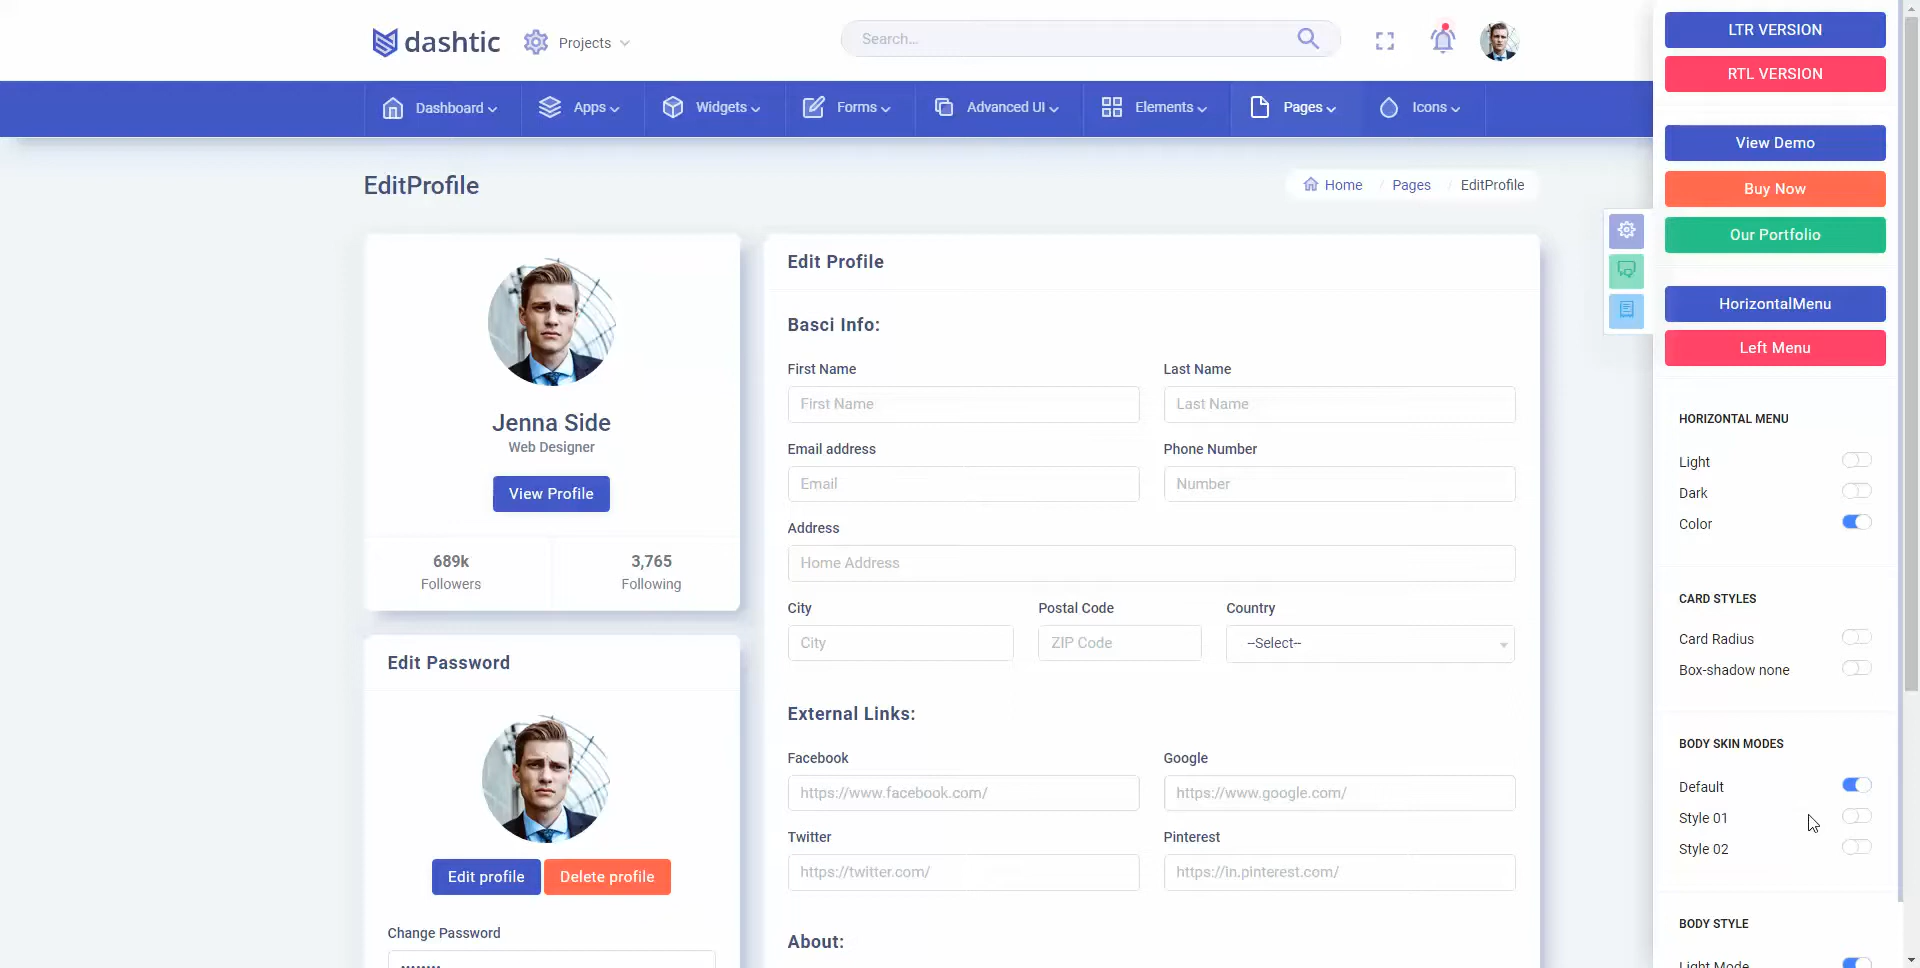 dashtic
Projects
Search...
Dashboard
Apps
Widgets
Forms
Advanced UI
Elements
Pages
Icons
EditProfile
Home / Pages / EditProfile
Jenna Side
Web Designer
View Profile
689k
Followers
3,765
Following
Edit Password
Edit profile
Delete profile
Change Password
Edit Profile
Basci Info:
First Name
First Name
Last Name
Last Name
Email address
Email
Phone Number
Number
Address
Home Address
City
City
Postal Code
ZIP Code
Country
--Select--
External Links:
Facebook
https://www.facebook.com/
Google
https://www.google.com/
Twitter
https://twitter.com/
Pinterest
https://in.pinterest.com/
About:
LTR VERSION
RTL VERSION
View Demo
Buy Now
Our Portfolio
HorizontalMenu
Left Menu
HORIZONTAL MENU
Light
Dark
Color
CARD STYLES
Card Radius
Box-shadow none
BODY SKIN MODES
Default
Style 01
Style 02
BODY STYLE
Light Mode